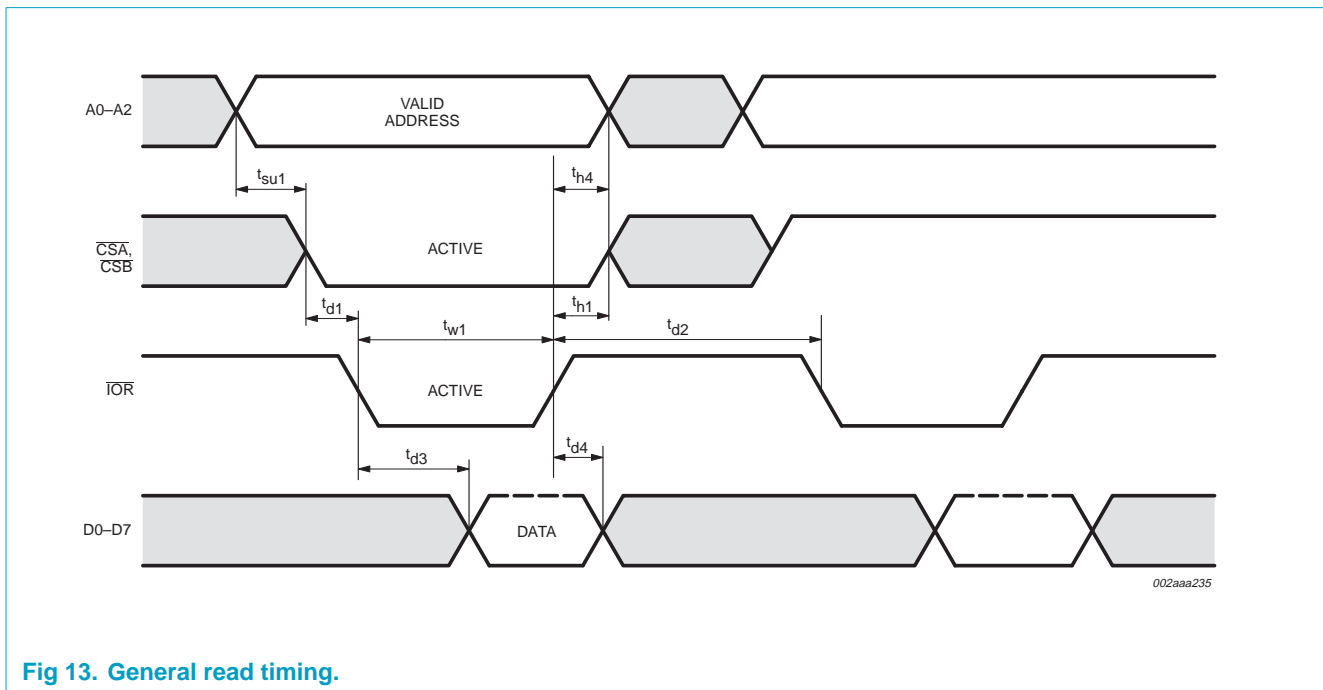 A0–A2
VALID
ADDRESS
tsu1
th4
CSA,
CSB
ACTIVE
td1
th1
tw1
td2
IOR
ACTIVE
td3
td4
D0–D7
DATA
002aaa235
Fig 13. General read timing.